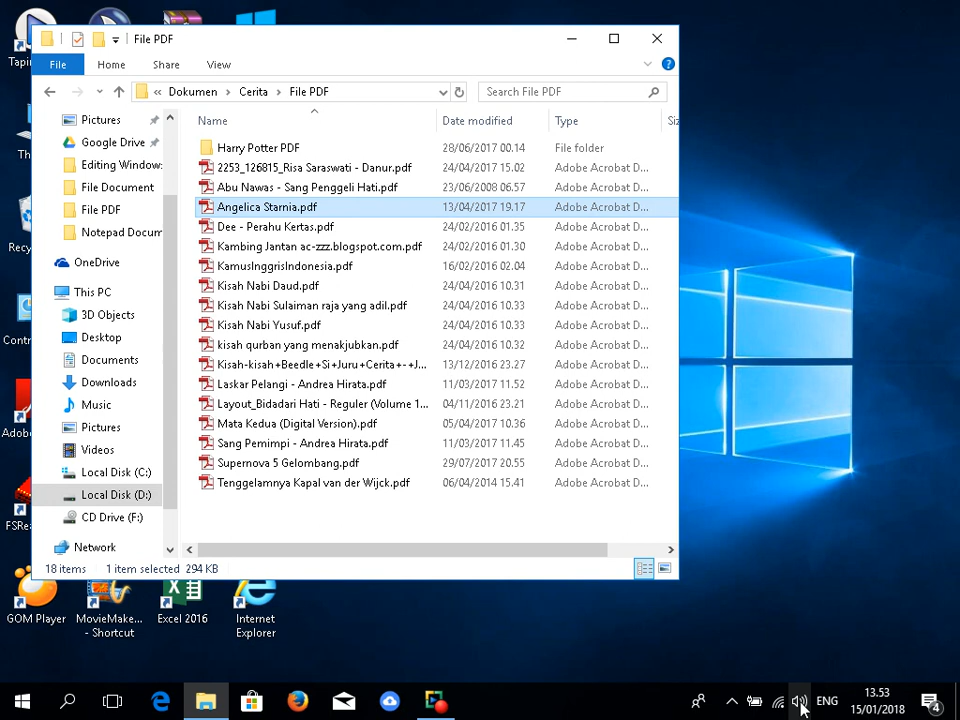 File PDF
File Home Share View
« Dokumen > Cerita > File PDF
Search File PDF
Pictures
Google Drive
Editing Window:
File Document
File PDF
Notepad Docum
OneDrive
This PC
3D Objects
Desktop
Documents
Downloads
Music
Pictures
Videos
Local Disk (C:)
Local Disk (D:)
CD Drive (F:)
Network
Name Date modified Type Siz
Harry Potter PDF 28/06/2017 00.14 File folder
2253_126815_Risa Saraswati - Danur.pdf 24/04/2017 15.02 Adobe Acrobat D...
Abu Nawas - Sang Penggeli Hati.pdf 23/06/2008 06.57 Adobe Acrobat D...
Angelica Starnia.pdf 13/04/2017 19.17 Adobe Acrobat D...
Dee - Perahu Kertas.pdf 24/02/2016 01.35 Adobe Acrobat D...
Kambing Jantan ac-zzz.blogspot.com.pdf 24/02/2016 01.30 Adobe Acrobat D...
KamusInggrisIndonesia.pdf 16/02/2016 02.04 Adobe Acrobat D...
Kisah Nabi Daud.pdf 24/04/2016 10.31 Adobe Acrobat D...
Kisah Nabi Sulaiman raja yang adil.pdf 24/04/2016 10.33 Adobe Acrobat D...
Kisah Nabi Yusuf.pdf 24/04/2016 10.33 Adobe Acrobat D...
kisah qurban yang menakjubkan.pdf 24/04/2016 10.32 Adobe Acrobat D...
Kisah-kisah+Beedle+Si+Juru+Cerita+-+J... 13/12/2016 23.27 Adobe Acrobat D...
Laskar Pelangi - Andrea Hirata.pdf 11/03/2017 11.52 Adobe Acrobat D...
Layout_Bidadari Hati - Reguler (Volume 1... 04/11/2016 23.21 Adobe Acrobat D...
Mata Kedua (Digital Version).pdf 05/04/2017 10.36 Adobe Acrobat D...
Sang Pemimpi - Andrea Hirata.pdf 11/03/2017 11.45 Adobe Acrobat D...
Supernova 5 Gelombang.pdf 29/07/2017 20.55 Adobe Acrobat D...
Tenggelamnya Kapal van der Wijck.pdf 06/04/2014 15.41 Adobe Acrobat D...
18 items 1 item selected 294 KB
Tapin
Th
Recy
Contr
Adob
FSRe
GOM Player
MovieMake...
- Shortcut
Excel 2016
Internet
Explorer
ENG
13.53
15/01/2018
4